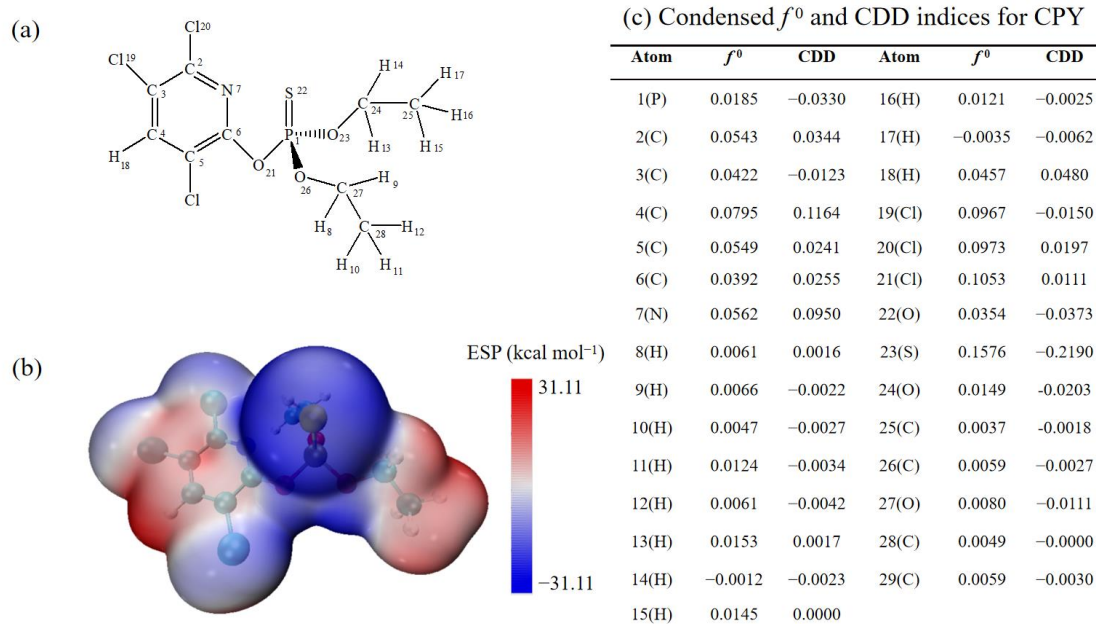 (a)
Cl20
Cl19
C2
N7
C3
C4
C6
C5
H18
Cl
O21
S 22
P1
O23
H14
H17
C24
C25
H16
H13
H15
O26
H9
C27
H8
C28
H12
H10
H11
(b)
ESP (kcal mol⁻¹)
31.11
−31.11
(c) Condensed f⁰ and CDD indices for CPY
Atom f⁰ CDD Atom f⁰ CDD
1(P) 0.0185 −0.0330 16(H) 0.0121 −0.0025
2(C) 0.0543 0.0344 17(H) −0.0035 −0.0062
3(C) 0.0422 −0.0123 18(H) 0.0457 0.0480
4(C) 0.0795 0.1164 19(Cl) 0.0967 −0.0150
5(C) 0.0549 0.0241 20(Cl) 0.0973 0.0197
6(C) 0.0392 0.0255 21(Cl) 0.1053 0.0111
7(N) 0.0562 0.0950 22(O) 0.0354 −0.0373
8(H) 0.0061 0.0016 23(S) 0.1576 −0.2190
9(H) 0.0066 −0.0022 24(O) 0.0149 -0.0203
10(H) 0.0047 −0.0027 25(C) 0.0037 -0.0018
11(H) 0.0124 −0.0034 26(C) 0.0059 −0.0027
12(H) 0.0061 −0.0042 27(O) 0.0080 −0.0111
13(H) 0.0153 0.0017 28(C) 0.0049 −0.0000
14(H) −0.0012 −0.0023 29(C) 0.0059 −0.0030
15(H) 0.0145 0.0000